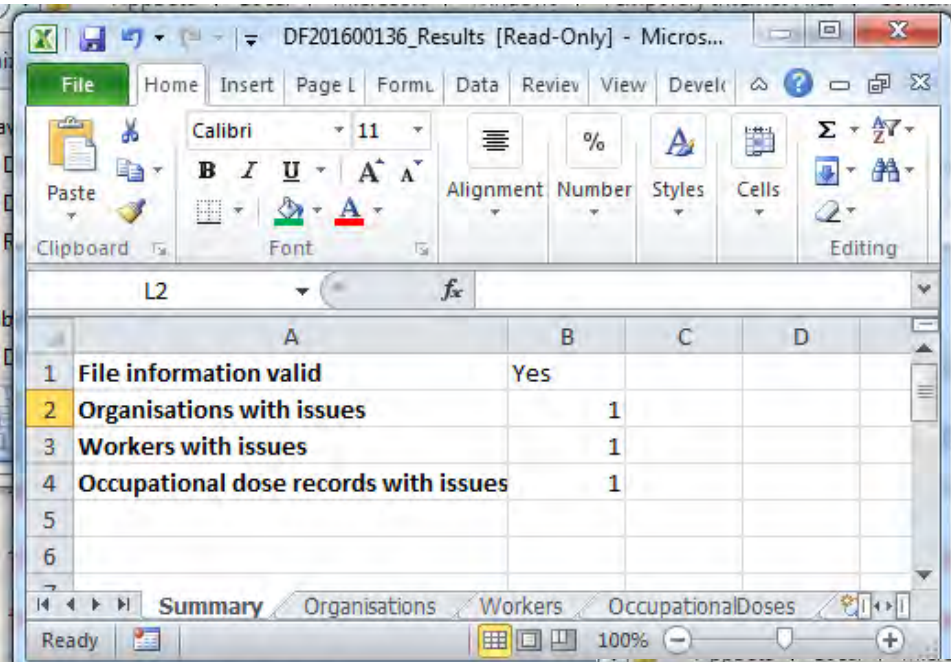 DF201600136_Results [Read-Only] - Micros...
File Home Insert Page L Formu Data Review View Develo
Calibri 11
Paste B I U A A Alignment Number Styles Cells
Clipboard Font Editing
L2 fx
A B C D
1 File information valid Yes
2 Organisations with issues 1
3 Workers with issues 1
4 Occupational dose records with issues 1
5
6
Summary Organisations Workers OccupationalDoses
Ready 100%